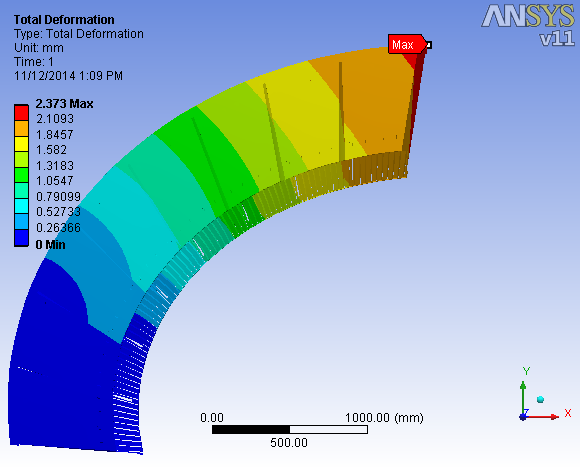 Total Deformation
Type: Total Deformation
Unit: mm
Time: 1
11/12/2014 1:09 PM
ANSYS
v11
Max
2.373 Max
2.1093
1.8457
1.582
1.3183
1.0547
0.79099
0.52733
0.26366
0 Min
0.00
1000.00 (mm)
500.00
Y
Z
X